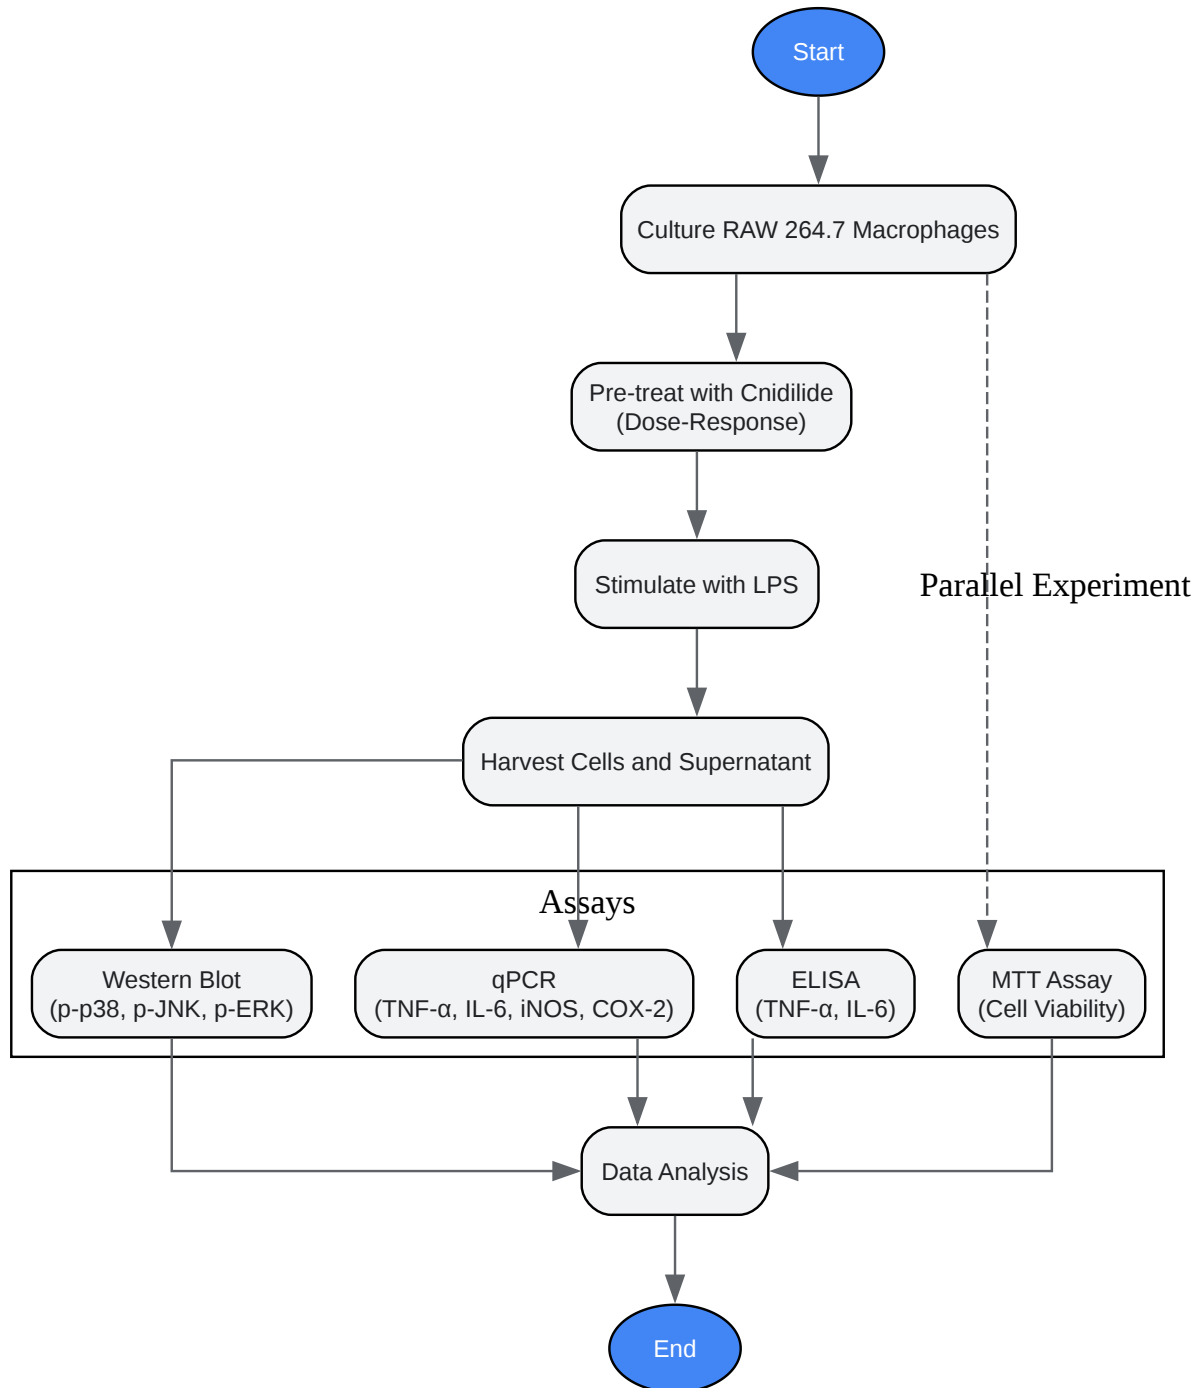 Start
Culture RAW 264.7 Macrophages
Pre-treat with Cnidilide
(Dose-Response)
Stimulate with LPS
Parallel Experiment
Harvest Cells and Supernatant
Assays
Western Blot
(p-p38, p-JNK, p-ERK)
qPCR
(TNF-α, IL-6, iNOS, COX-2)
ELISA
(TNF-α, IL-6)
MTT Assay
(Cell Viability)
Data Analysis
End